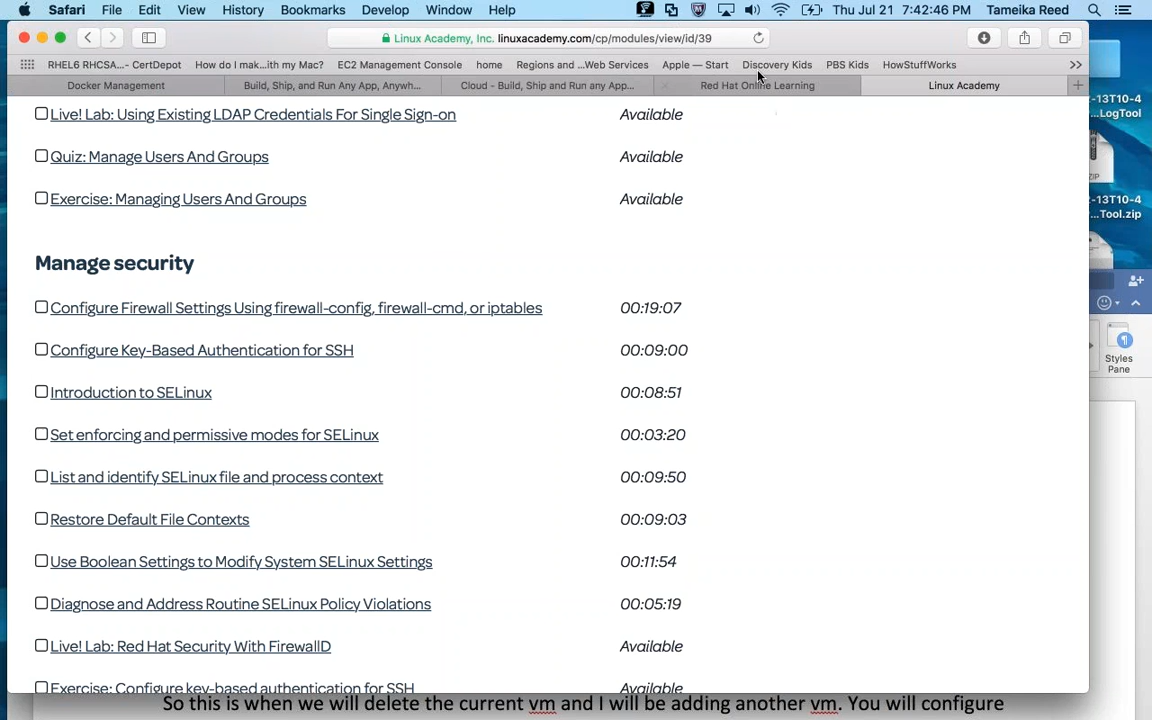 Safari File Edit View History Bookmarks Develop Window Help Thu Jul 21 7:42:46 PM Tameika Reed
Linux Academy, Inc. linuxacademy.com/cp/modules/view/id/39
RHEL6 RHCSA...- CertDepot How do I mak...ith my Mac? EC2 Management Console home Regions and ...Web Services Apple — Start Discovery Kids PBS Kids HowStuffWorks
Docker Management Build, Ship, and Run Any App, Anywh... Cloud - Build, Ship and Run any App... Red Hat Online Learning Linux Academy
-13T10-4
..LogTool
ZIP
-13T10-4
...Tool.zip
Live! Lab: Using Existing LDAP Credentials For Single Sign-on Available
Quiz: Manage Users And Groups Available
Exercise: Managing Users And Groups Available
Manage security
Configure Firewall Settings Using firewall-config, firewall-cmd, or iptables 00:19:07
Configure Key-Based Authentication for SSH 00:09:00
Styles
Pane
Introduction to SELinux 00:08:51
Set enforcing and permissive modes for SELinux 00:03:20
List and identify SELinux file and process context 00:09:50
Restore Default File Contexts 00:09:03
Use Boolean Settings to Modify System SELinux Settings 00:11:54
Diagnose and Address Routine SELinux Policy Violations 00:05:19
Live! Lab: Red Hat Security With FirewallD Available
Exercise: Configure key-based authentication for SSH Available
So this is when we will delete the current vm and I will be adding another vm. You will configure